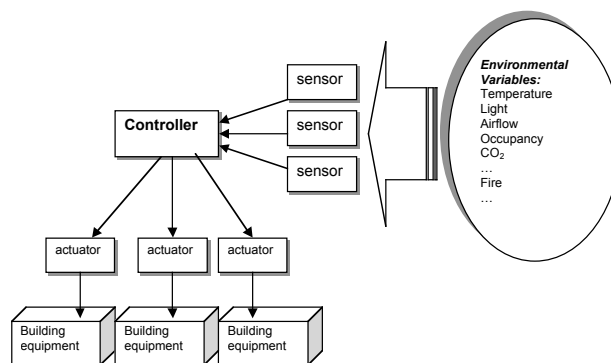 Environmental
Variables:
Temperature
Light
Airflow
Occupancy
CO₂
…
Fire
…
sensor
sensor
sensor
Controller
actuator
actuator
actuator
Building
equipment
Building
equipment
Building
equipment